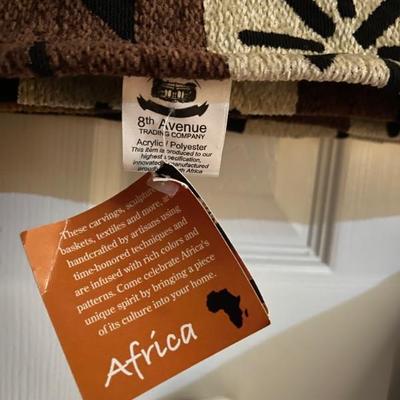 8th Avenue
TRADING COMPANY
Acrylic / Polyester
This item is produced to our
highest specification,
innovated, manufactured
These carvings, sculptures,
baskets, textiles and more, are
handcrafted by artisans using
time-honored techniques and
are infused with rich colors and
patterns. Come celebrate Africa's
unique spirit by bringing a piece
of its culture into your home.
Africa